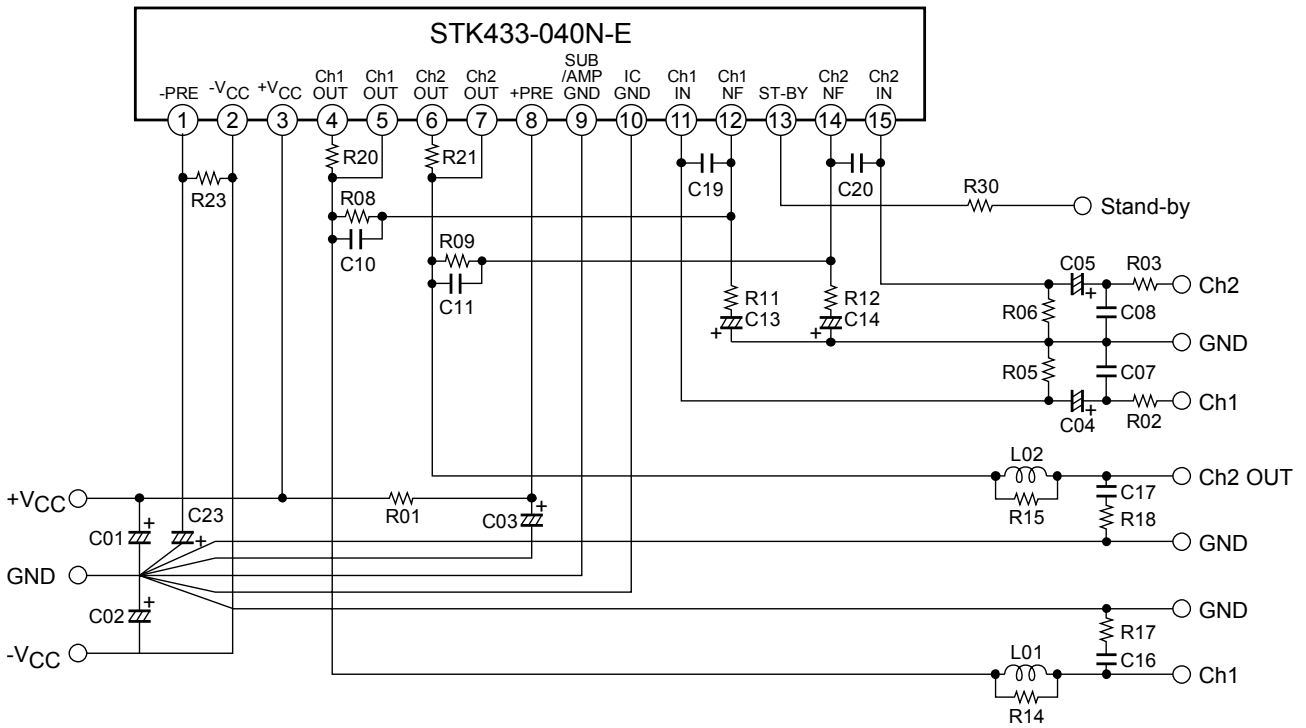 STK433-040N-E
-PRE
-VCC
+VCC
Ch1
OUT
Ch1
OUT
Ch2
OUT
Ch2
OUT
+PRE
SUB
/AMP
GND
IC
GND
Ch1
IN
Ch1
NF
ST-BY
Ch2
NF
Ch2
IN
1
2
3
4
5
6
7
8
9
10
11
12
13
14
15
R20
R21
C19
C20
R23
R30
Stand-by
R08
C10
R09
C11
R11
C13
+
R12
C14
+
C05
+
R03
Ch2
R06
C08
GND
R05
C07
C04
+
R02
Ch1
L02
R15
Ch2 OUT
C17
R18
GND
+VCC
R01
C01
+
C23
+
C03
+
GND
C02
+
-VCC
GND
R17
C16
L01
R14
Ch1